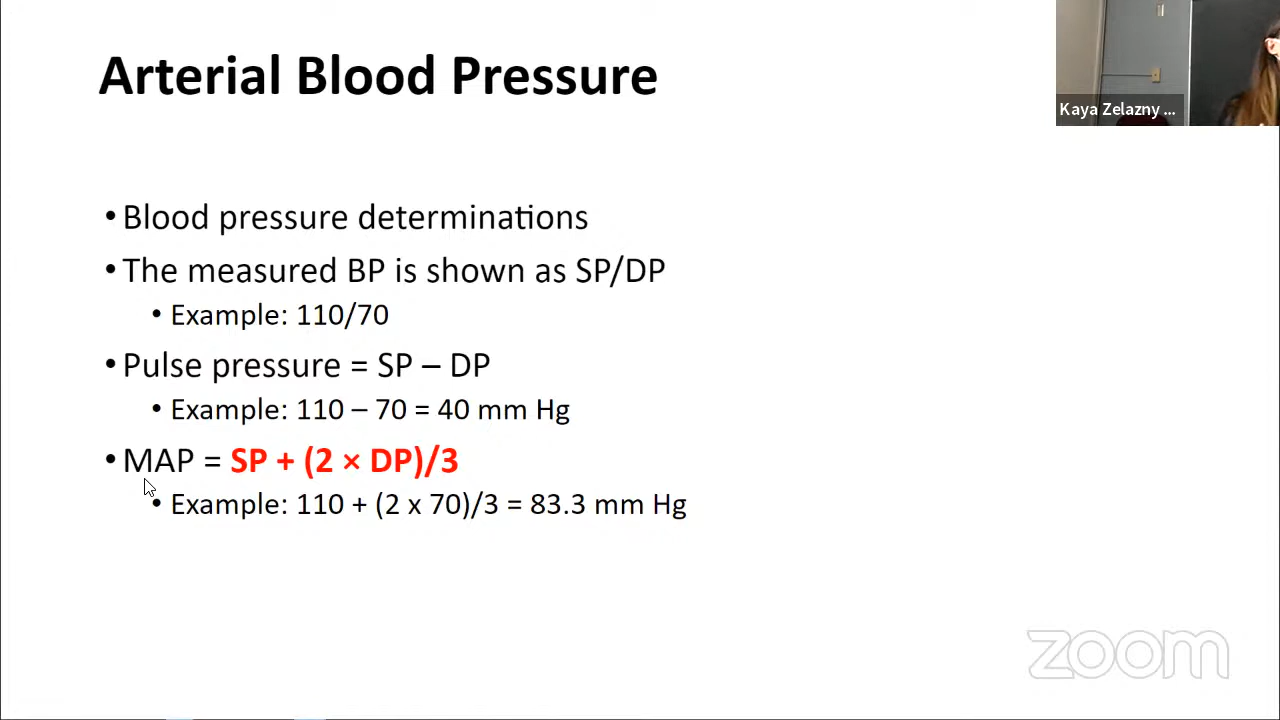 Arterial Blood Pressure
Kaya Zelazny ...
•Blood pressure determinations
•The measured BP is shown as SP/DP
• Example: 110/70
•Pulse pressure = SP – DP
• Example: 110 – 70 = 40 mm Hg
•MAP = SP + (2 × DP)/3
• Example: 110 + (2 x 70)/3 = 83.3 mm Hg
zoom